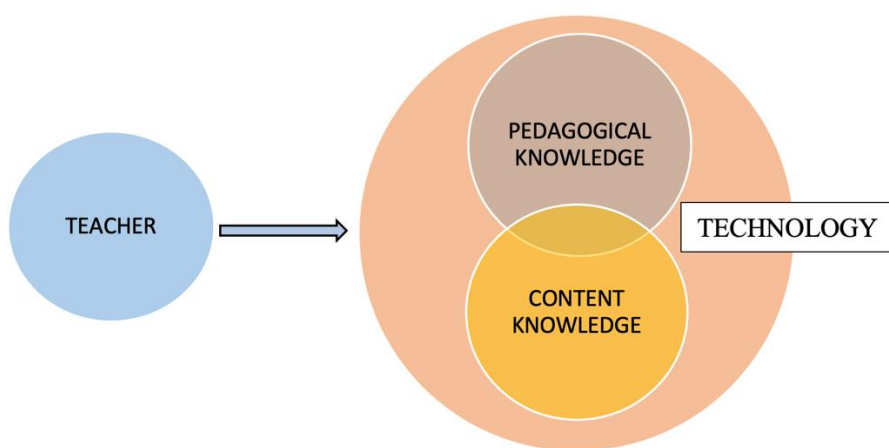 TEACHER
PEDAGOGICAL
KNOWLEDGE
TECHNOLOGY
CONTENT
KNOWLEDGE